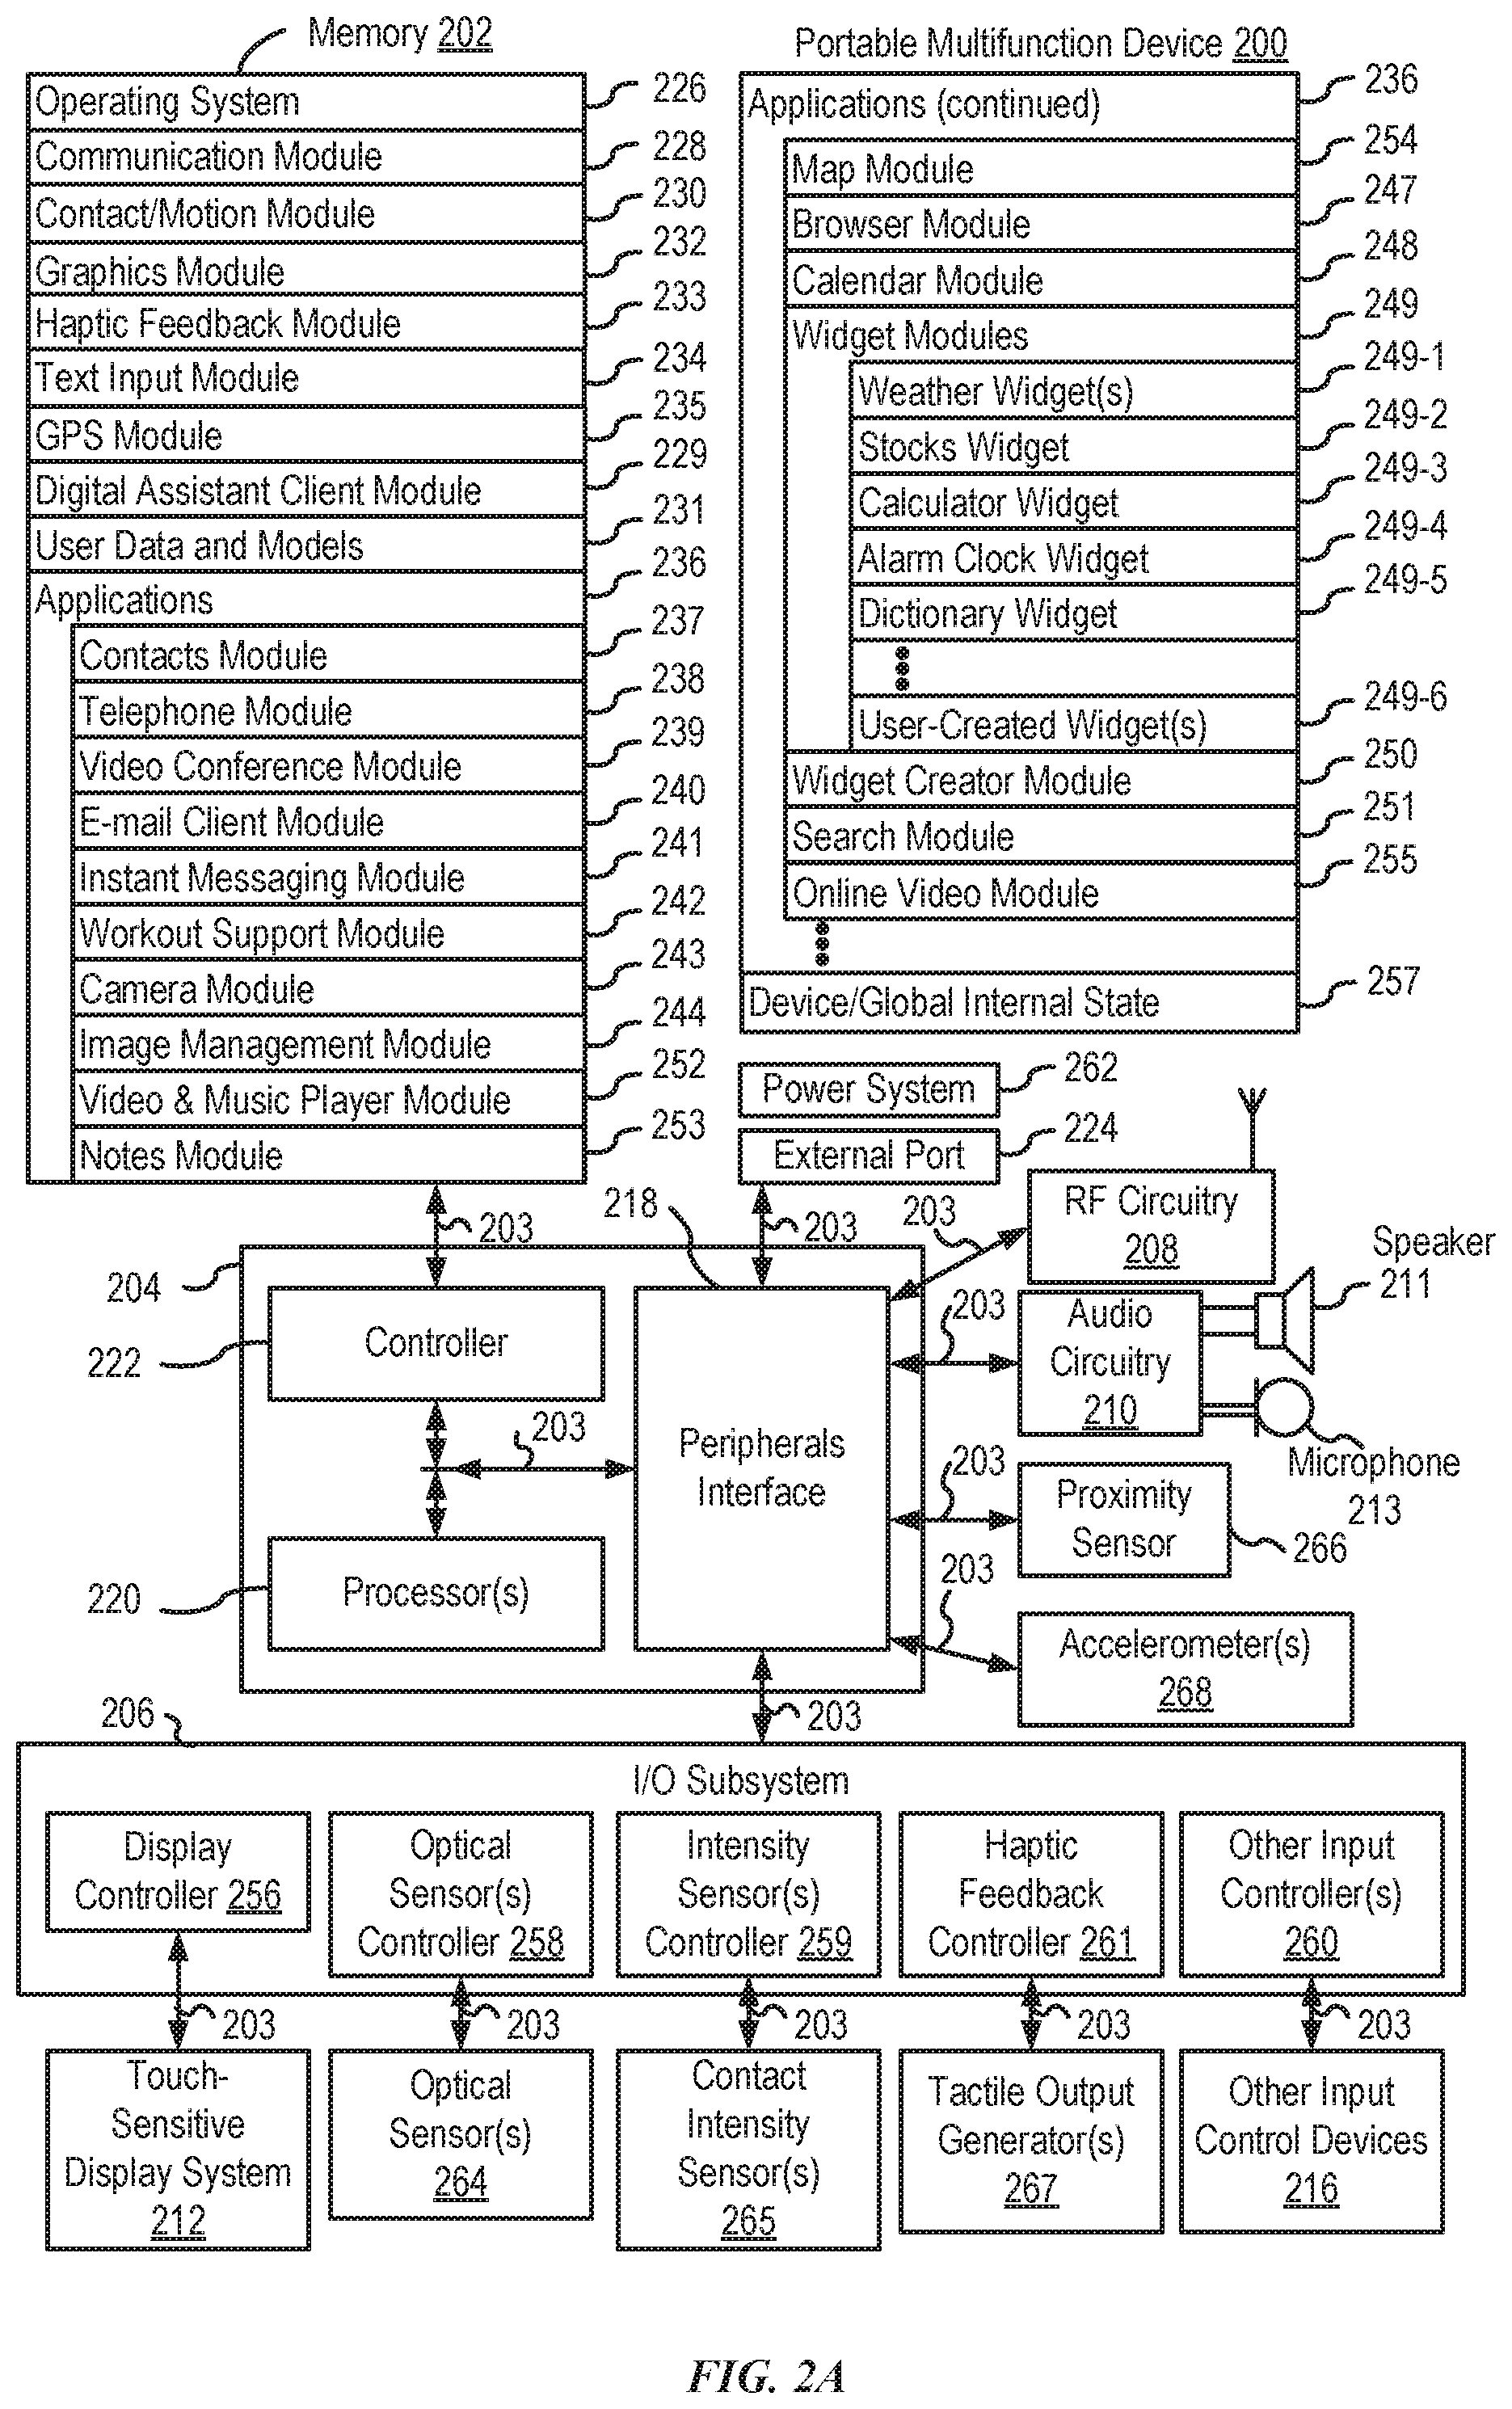 Memory 202
Operating System 226
Communication Module 228
Contact/Motion Module 230
Graphics Module 232
Haptic Feedback Module 233
Text Input Module 234
GPS Module 235
Digital Assistant Client Module 229
User Data and Models 231
Applications 236
Contacts Module 237
Telephone Module 238
Video Conference Module 239
E-mail Client Module 240
Instant Messaging Module 241
Workout Support Module 242
Camera Module 243
Image Management Module 244
Video & Music Player Module 252
Notes Module 253
Portable Multifunction Device 200
Applications (continued) 236
Map Module 254
Browser Module 247
Calendar Module 248
Widget Modules 249
Weather Widget(s) 249-1
Stocks Widget 249-2
Calculator Widget 249-3
Alarm Clock Widget 249-4
Dictionary Widget 249-5
User-Created Widget(s) 249-6
Widget Creator Module 250
Search Module 251
Online Video Module 255
Device/Global Internal State 257
Power System 262
External Port 224
203
218
203
203
RF Circuitry
208
Speaker
211
204
222
Controller
203
Audio
Circuitry
210
Microphone
213
203
Peripherals
Interface
203
Proximity
Sensor
266
220
Processor(s)
203
Accelerometer(s)
268
206
203
I/O Subsystem
Display
Controller 256
Optical
Sensor(s)
Controller 258
Intensity
Sensor(s)
Controller 259
Haptic
Feedback
Controller 261
Other Input
Controller(s)
260
203
203
203
203
203
Touch-
Sensitive
Display System
212
Optical
Sensor(s)
264
Contact
Intensity
Sensor(s)
265
Tactile Output
Generator(s)
267
Other Input
Control Devices
216
FIG. 2A